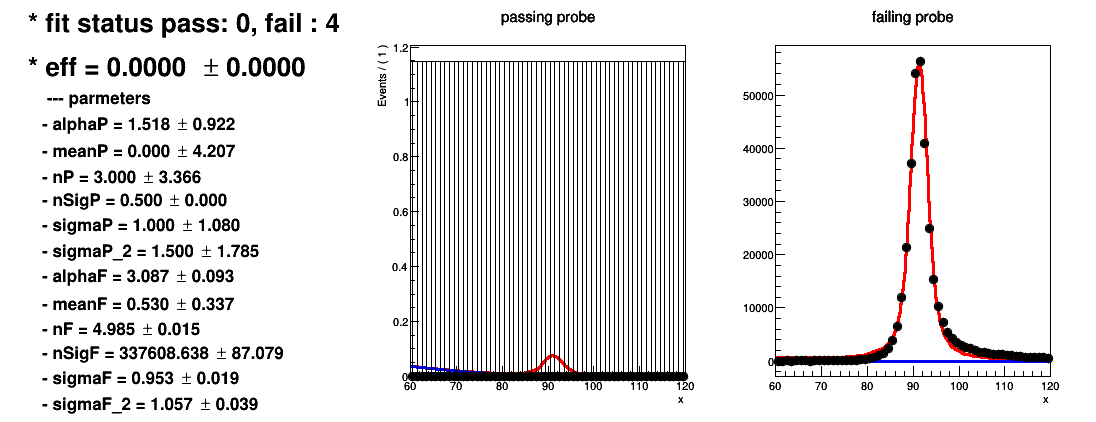 * fit status pass: 0, fail : 4
* eff = 0.0000 ± 0.0000
--- parmeters
- alphaP = 1.518 ± 0.922
- meanP = 0.000 ± 4.207
- nP = 3.000 ± 3.366
- nSigP = 0.500 ± 0.000
- sigmaP = 1.000 ± 1.080
- sigmaP_2 = 1.500 ± 1.785
- alphaF = 3.087 ± 0.093
- meanF = 0.530 ± 0.337
- nF = 4.985 ± 0.015
- nSigF = 337608.638 ± 87.079
- sigmaF = 0.953 ± 0.019
- sigmaF_2 = 1.057 ± 0.039
passing probe
Events / ( 1 )
1.2
1
0.8
0.6
0.4
0.2
0
60 70 80 90 100 110 120
x
failing probe
50000
40000
30000
20000
10000
0
60 70 80 90 100 110 120
x